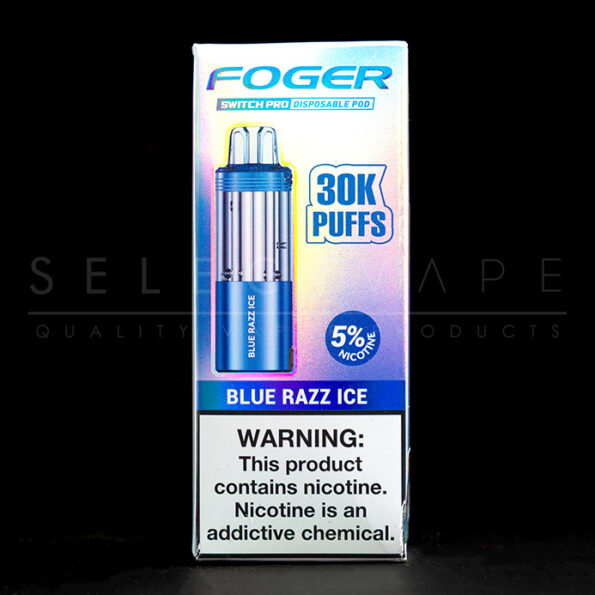 FOGER
SWITCH PRO DISPOSABLE POD
30K
PUFFS
BLUE RAZZ ICE
5%
NICOTINE
BLUE RAZZ ICE
WARNING:
This product
contains nicotine.
Nicotine is an
addictive chemical.